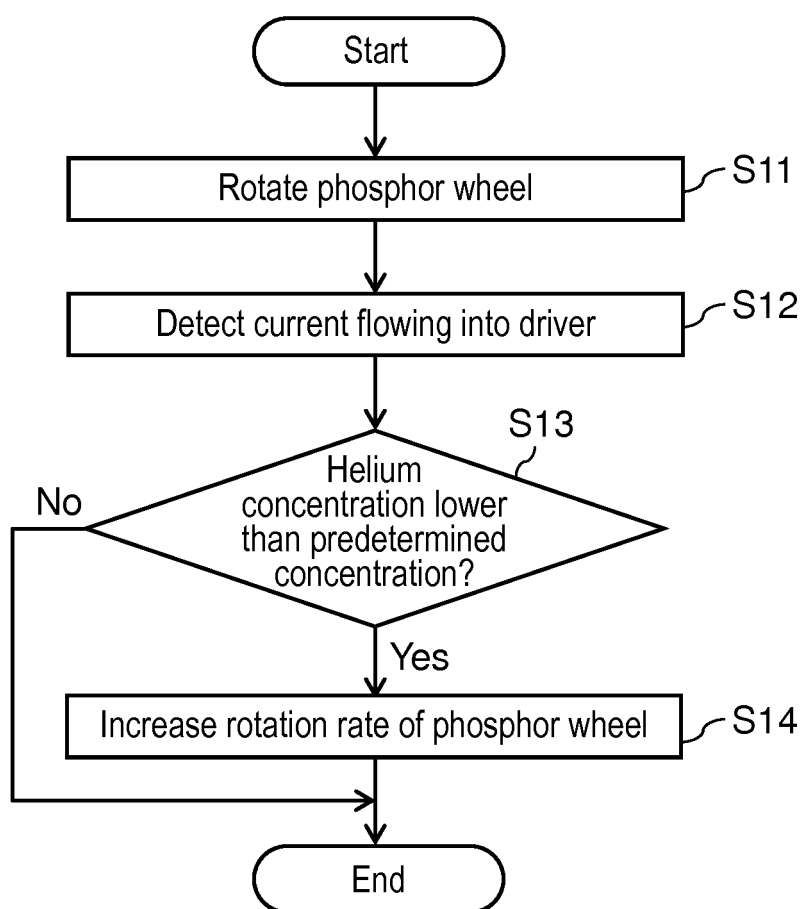 Start
Rotate phosphor wheel
S11
Detect current flowing into driver
S12
S13
Helium
concentration lower
than predetermined
concentration?
No
Yes
Increase rotation rate of phosphor wheel
S14
End